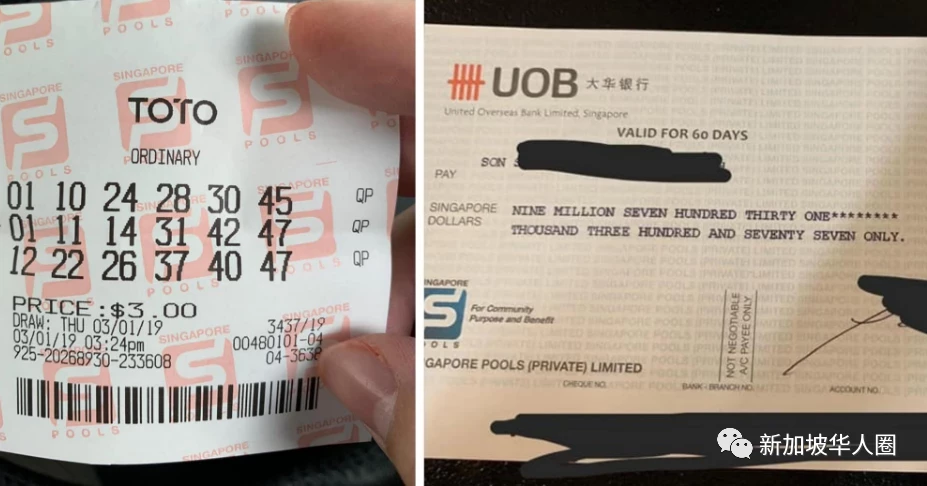 SINGAPORE
POOLS
TOTO
ORDINARY
01 10 24 28 30 45 QP
01 11 14 31 42 47 QP
12 22 26 37 40 47 QP
PRICE:$3.00
DRAW: THU 03/01/19 3437/19
03/01/19 03:24pm 00480101-04
925-20268930-233608 04-3636
UOB 大华银行
United Overseas Bank Limited, Singapore
VALID FOR 60 DAYS
PAY SON
SINGAPORE DOLLARS
NINE MILLION SEVEN HUNDRED THIRTY ONE********
THOUSAND THREE HUNDRED AND SEVENTY SEVEN ONLY.
NGAPORE
OOLS
For Community
Purpose and Benefit
NOT NEGOTIABLE
A/C PAYEE ONLY
GAPORE POOLS (PRIVATE) LIMITED
CHEQUE NO. BANK - BRANCH NO. ACCOUNT NO.
新加坡华人圈